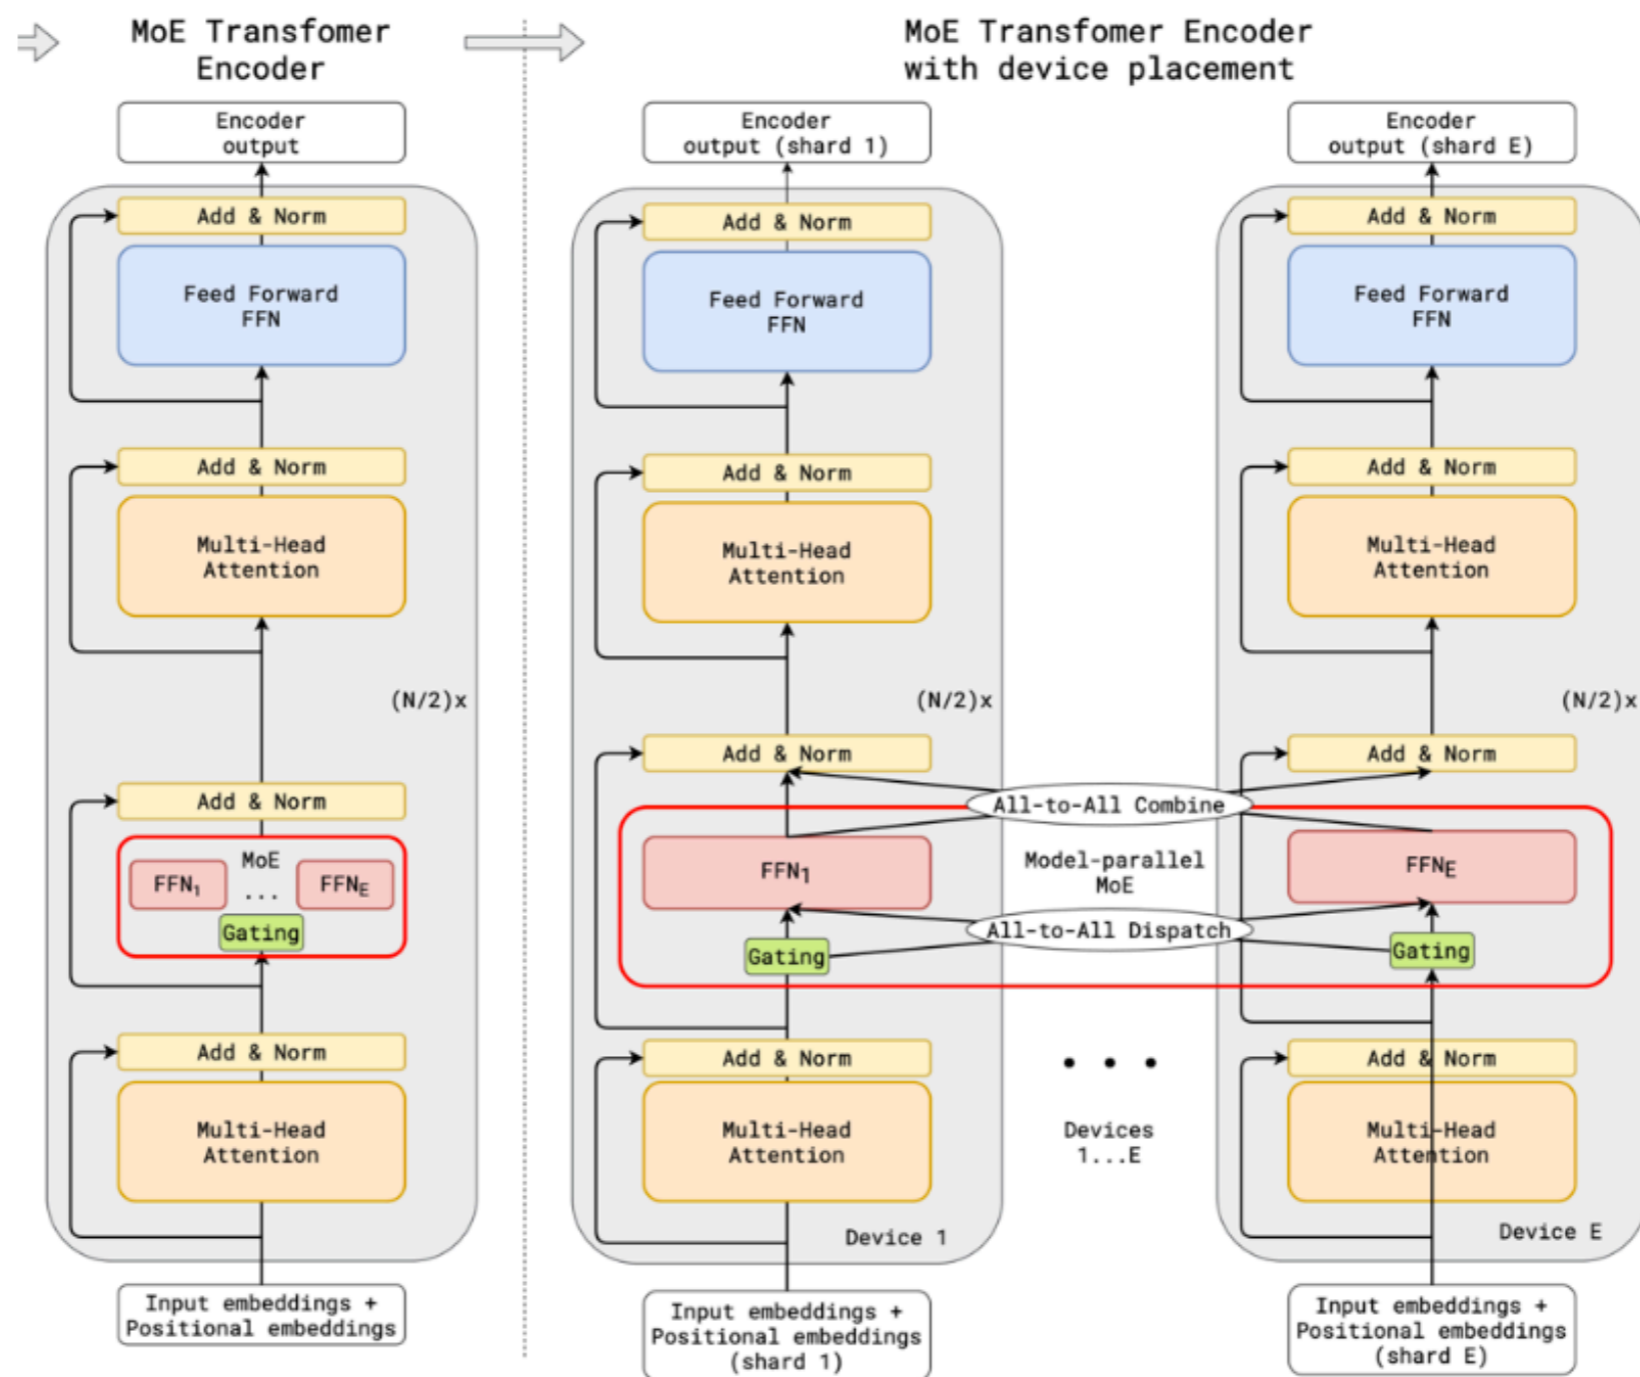 MoE Transfomer
Encoder
Encoder
output
Add & Norm
Feed Forward
FFN
Add & Norm
Multi-Head
Attention
(N/2)x
Add & Norm
MoE
FFN1 ... FFNE
Gating
Add & Norm
Multi-Head
Attention
Input embeddings +
Positional embeddings
MoE Transfomer Encoder
with device placement
Encoder
output (shard 1)
Add & Norm
Feed Forward
FFN
Add & Norm
Multi-Head
Attention
(N/2)x
Add & Norm
FFN1
Gating
Add & Norm
Multi-Head
Attention
Device 1
Input embeddings +
Positional embeddings
(shard 1)
All-to-All Combine
Model-parallel
MoE
All-to-All Dispatch
• • •
Devices
1...E
Encoder
output (shard E)
Add & Norm
Feed Forward
FFN
Add & Norm
Multi-Head
Attention
(N/2)x
Add & Norm
FFNE
Gating
Add & Norm
Multi-Head
Attention
Device E
Input embeddings +
Positional embeddings
(shard E)